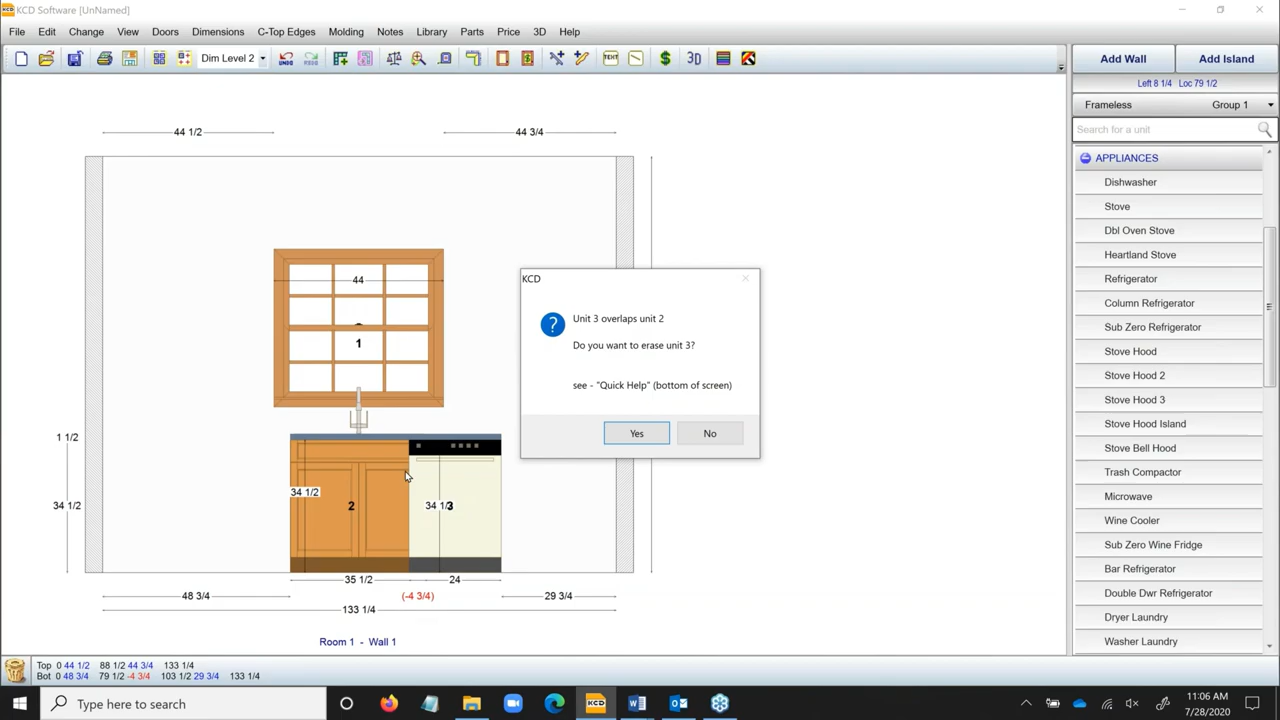 KCD Software [UnNamed]
File Edit Change View Doors Dimensions C-Top Edges Molding Notes Library Parts Price 3D Help
UNDO REDO Dim Level 2 TEXT $ 3D
Add Wall Add Island
Left 8 1/4 Loc 79 1/2
Frameless Group 1
Search for a unit
APPLIANCES
Dishwasher
Stove
Dbl Oven Stove
Heartland Stove
Refrigerator
Column Refrigerator
Sub Zero Refrigerator
Stove Hood
Stove Hood 2
Stove Hood 3
Stove Hood Island
Stove Bell Hood
Trash Compactor
Microwave
Wine Cooler
Sub Zero Wine Fridge
Bar Refrigerator
Double Dwr Refrigerator
Dryer Laundry
Washer Laundry
44 1/2 44 3/4
44
1
KCD
Unit 3 overlaps unit 2
Do you want to erase unit 3?
see - "Quick Help" (bottom of screen)
Yes No
1 1/2
34 1/2
34 1/2 2 34 1/2 3
35 1/2 24
48 3/4 (-4 3/4) 29 3/4
133 1/4
Room 1 - Wall 1
Top 0 44 1/2 88 1/2 44 3/4 133 1/4
Bot 0 48 3/4 79 1/2 -4 3/4 103 1/2 29 3/4 133 1/4
Type here to search
KCD
11:06 AM
7/28/2020